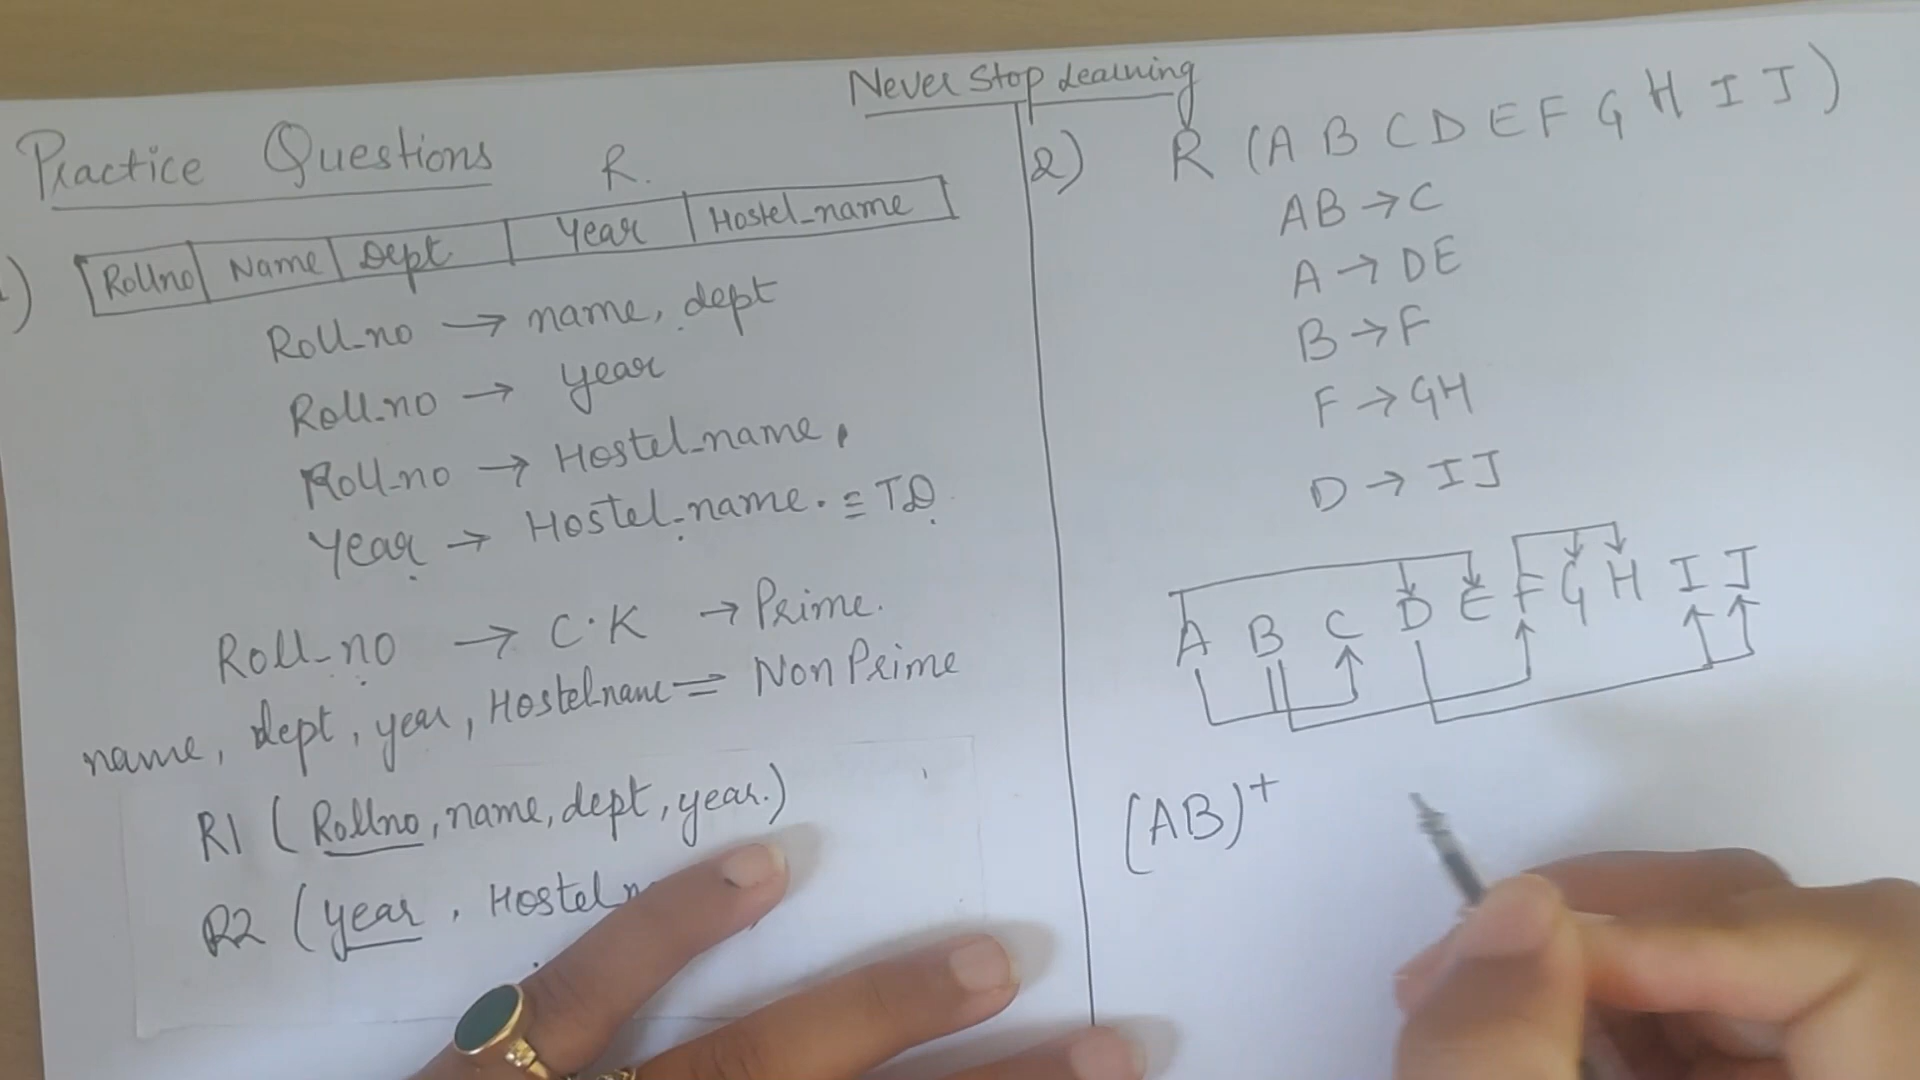 Never Stop Learning
Practice Questions
R.
Rollno Name Dept Year Hostel_name
Roll_no → name, dept
Roll_no → year
Roll_no → Hostel_name,
Year → Hostel_name. = TD
Roll_no → C.K → Prime.
name, dept, year, Hostelname = Non Prime
R1 (Rollno, name, dept, year.)
R2 (year, Hostel
2) R (A B C D E F G H I J)
AB → C
A → DE
B → F
F → GH
D → IJ
A B C D E F G H I J
(AB)+